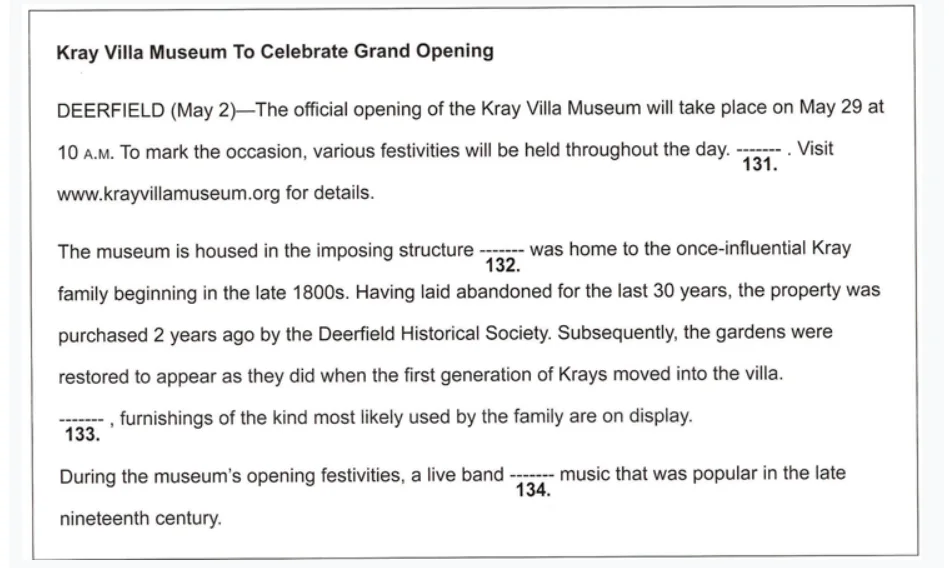 Kray Villa Museum To Celebrate Grand Opening
DEERFIELD (May 2)—The official opening of the Kray Villa Museum will take place on May 29 at
10 A.M. To mark the occasion, various festivities will be held throughout the day. ------- . Visit
131.
www.krayvillamuseum.org for details.
The museum is housed in the imposing structure ------- was home to the once-influential Kray
132.
family beginning in the late 1800s. Having laid abandoned for the last 30 years, the property was
purchased 2 years ago by the Deerfield Historical Society. Subsequently, the gardens were
restored to appear as they did when the first generation of Krays moved into the villa.
------- , furnishings of the kind most likely used by the family are on display.
133.
During the museum's opening festivities, a live band ------- music that was popular in the late
134.
nineteenth century.